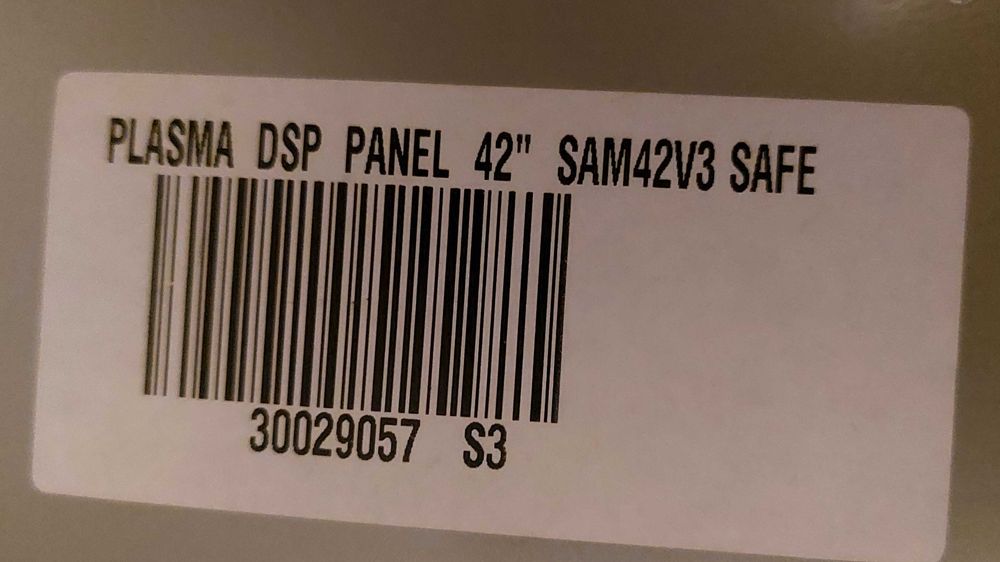 PLASMA DSP PANEL 42" SAM42V3 SAFE
30029057 S3